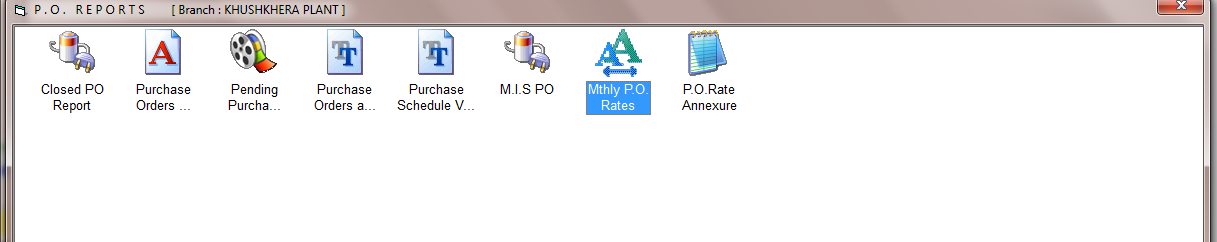 P.O. REPORTS [ Branch : KHUSHKHERA PLANT ]
Closed PO
Report
Purchase
Orders ...
Pending
Purcha...
Purchase
Orders a...
Purchase
Schedule V...
M.I.S PO
Mthly P.O.
Rates
P.O.Rate
Annexure